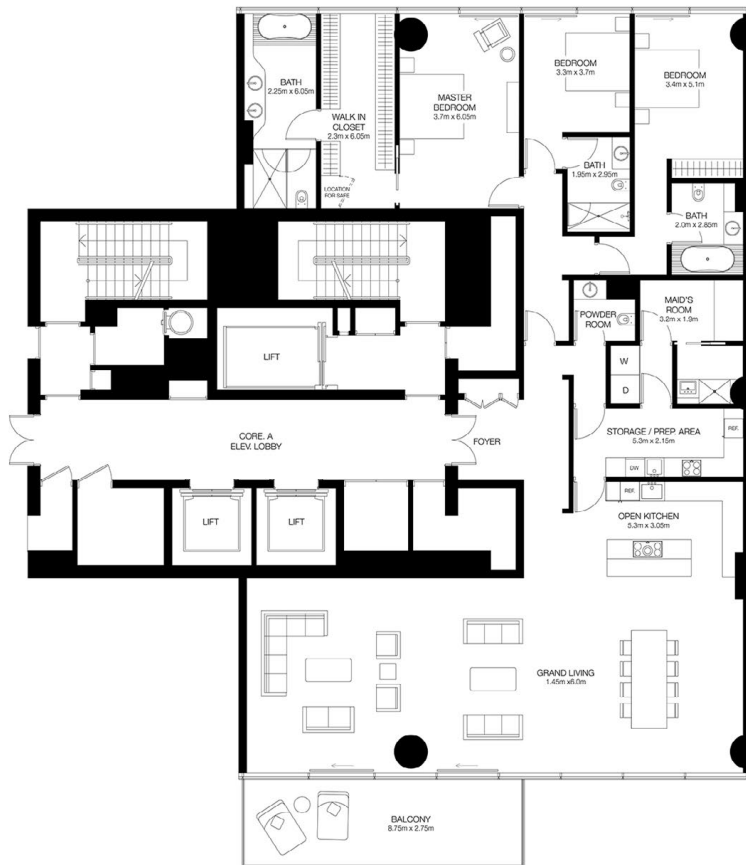 BATH
2.25m x 6.05m
WALK IN
CLOSET
2.3m x 6.05m
LOCATION
FOR SAFE
MASTER
BEDROOM
3.7m x 6.05m
BEDROOM
3.3m x 3.7m
BEDROOM
3.4m x 5.1m
BATH
1.95m x 2.95m
BATH
2.0m x 2.85m
POWDER
ROOM
MAID'S
ROOM
3.2m x 1.9m
LIFT
W
D
CORE. A
ELEV. LOBBY
FOYER
STORAGE / PREP. AREA
5.3m x 2.15m
REF.
DW
REF.
OPEN KITCHEN
5.3m x 3.05m
LIFT
LIFT
GRAND LIVING
1.45m x6.0m
BALCONY
8.75m x 2.75m